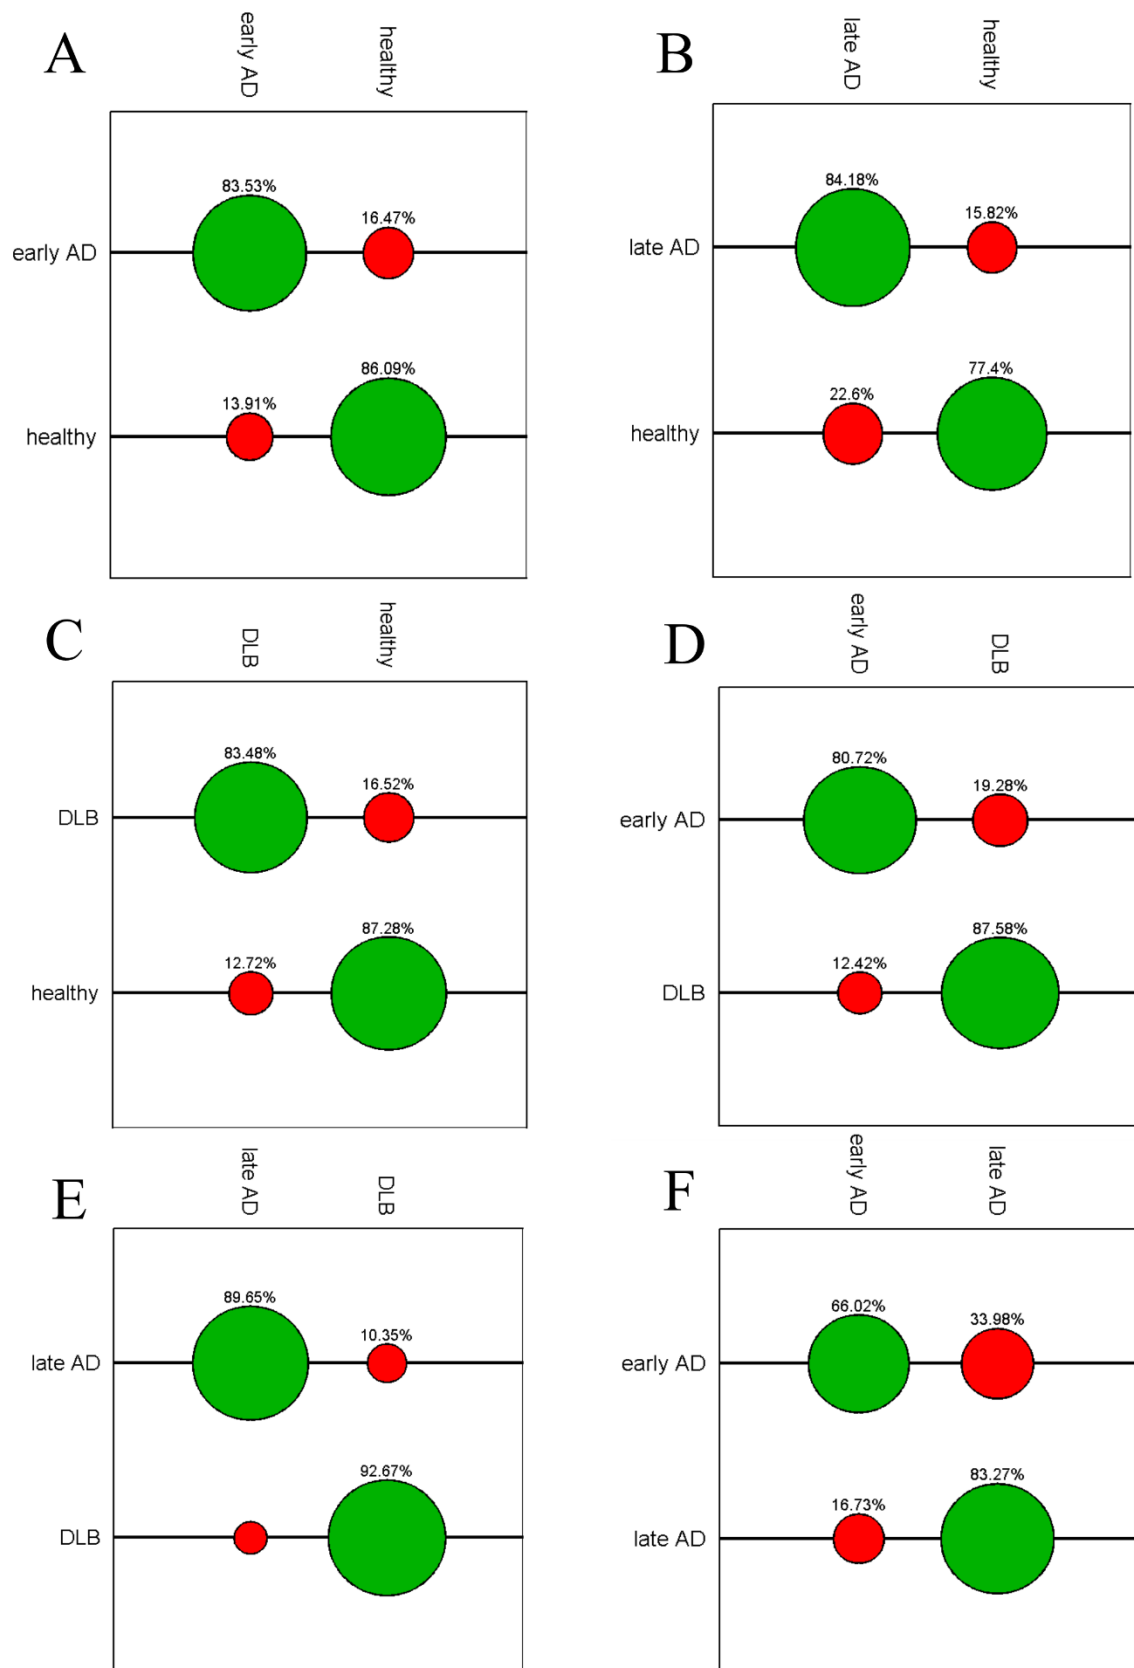 A
early AD
healthy
83.53%
16.47%
early AD
86.09%
13.91%
healthy
B
late AD
healthy
84.18%
15.82%
late AD
77.4%
22.6%
healthy
C
DLB
healthy
83.48%
16.52%
DLB
87.28%
12.72%
healthy
D
early AD
DLB
80.72%
19.28%
early AD
87.58%
12.42%
DLB
E
late AD
DLB
89.65%
10.35%
late AD
92.67%
DLB
F
early AD
late AD
66.02%
33.98%
early AD
83.27%
16.73%
late AD